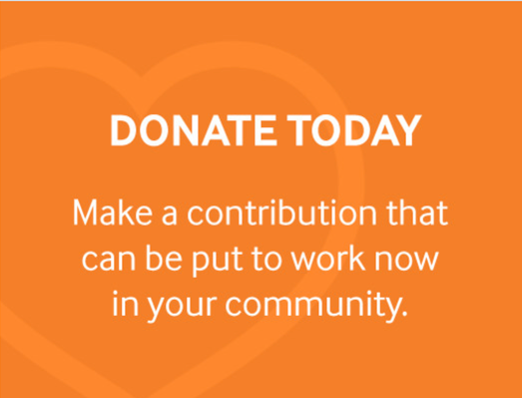 DONATE TODAY
Make a contribution that
can be put to work now
in your community.